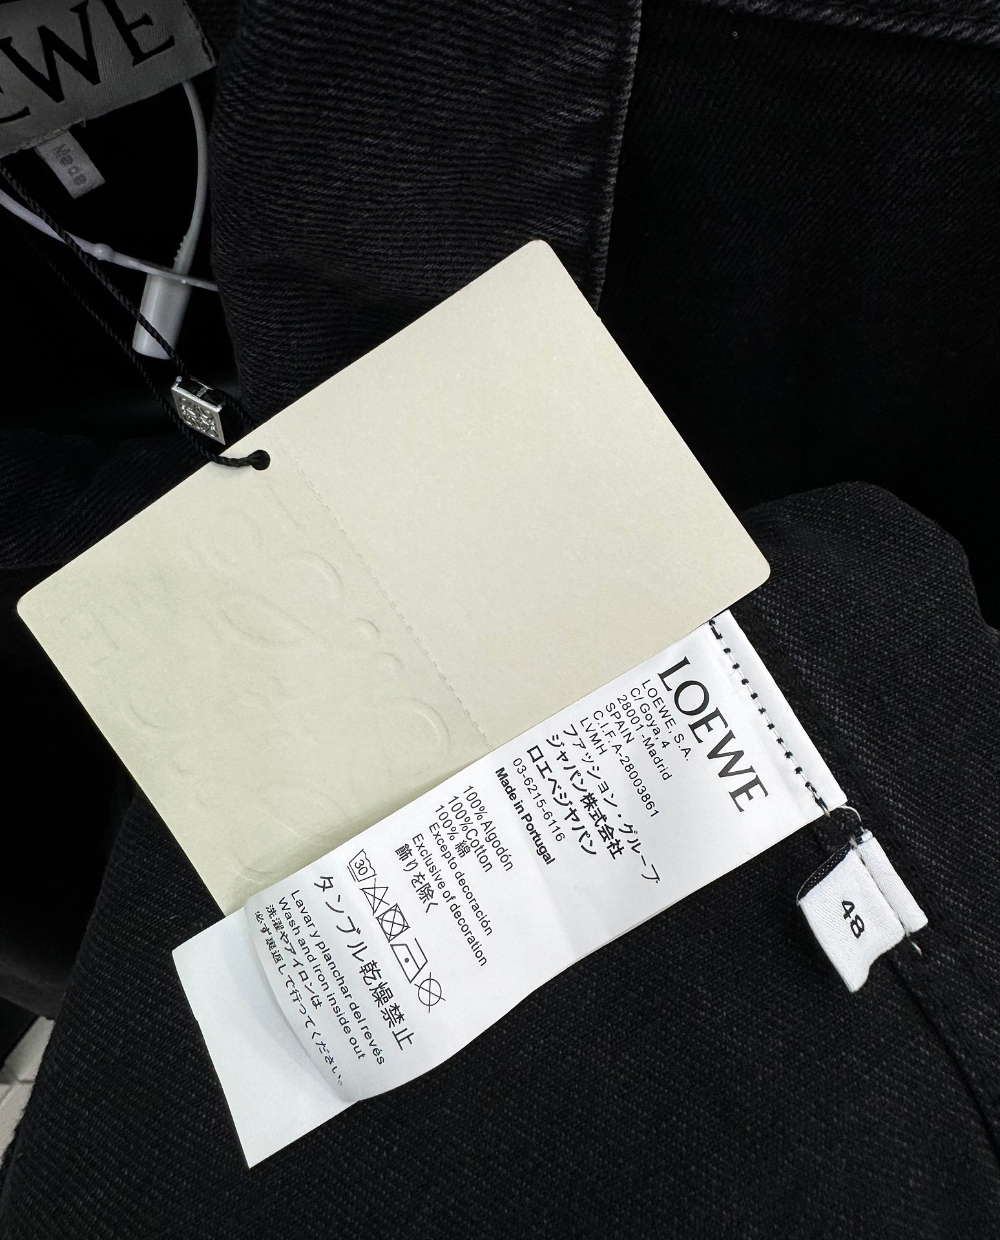 EWE
Made
LOEWE
LOEWE, S.A.
C/ Goya, 4
28001-Madrid
SPAIN
C.I.F.A-28003861
LVMH
ファッション・グループ
ジャパン株式会社
ロエベジャパン
03-6215-6116
Made in Portugal
100%Algodón
100%Cotton
100% 綿
Excepto decoración
Exclusive of decoration
飾りを除く
30
タンブル乾燥禁止
Lavar y planchar del revés
Wash and iron inside out
洗濯やアイロンは
必ず裏返しで行ってください。
48